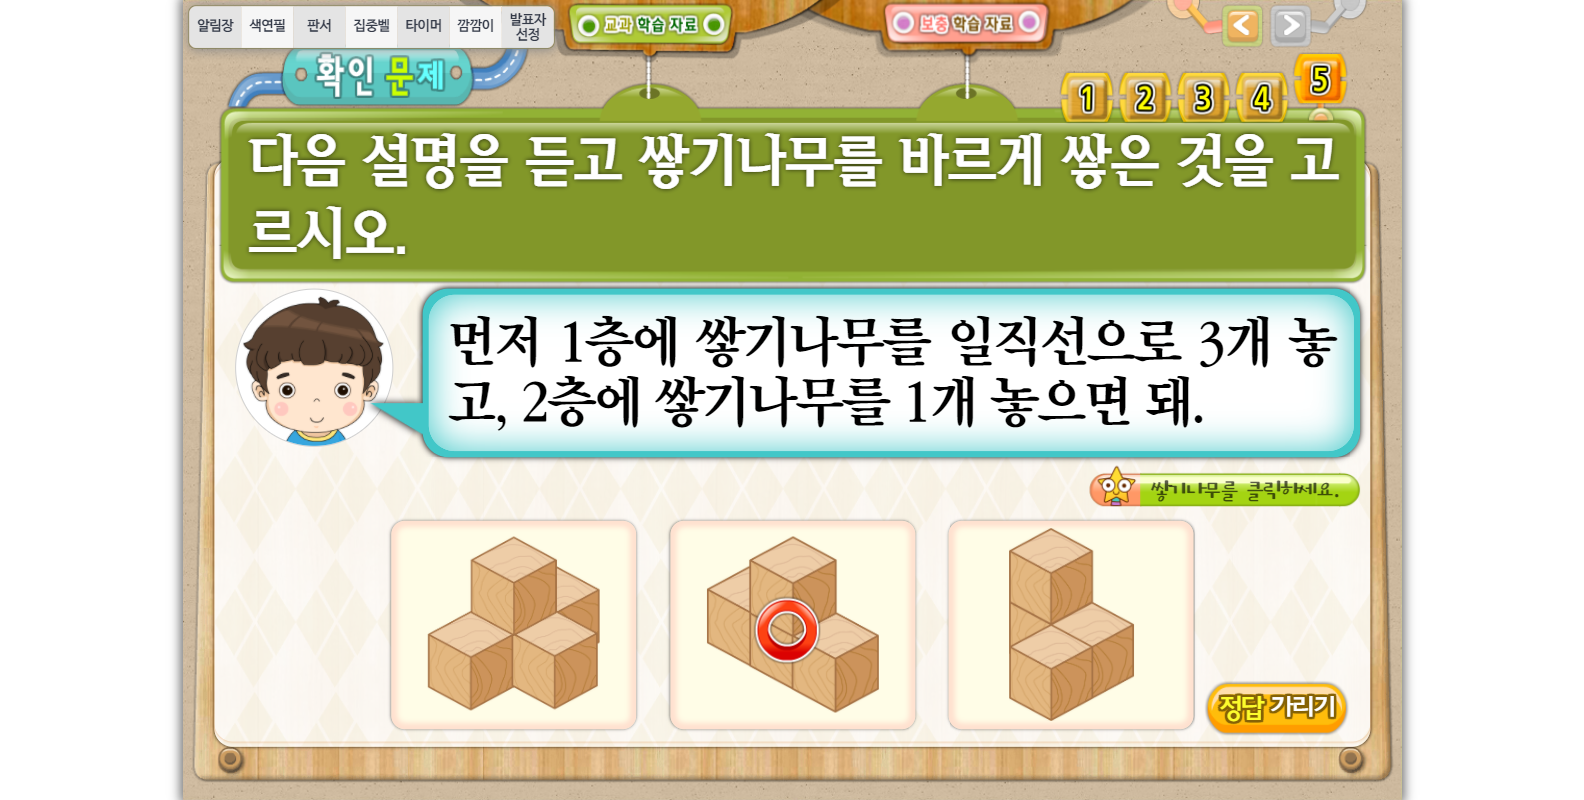 알림장 색연필 판서 집중벨 타이머 깜깜이 발표자 선정
교과 학습 자료
보충 학습 자료
확인 문제
1 2 3 4 5
다음 설명을 듣고 쌓기나무를 바르게 쌓은 것을 고
르시오.
먼저 1층에 쌓기나무를 일직선으로 3개 놓
고, 2층에 쌓기나무를 1개 놓으면 돼.
쌓기나무를 클릭하세요.
정답 가리기